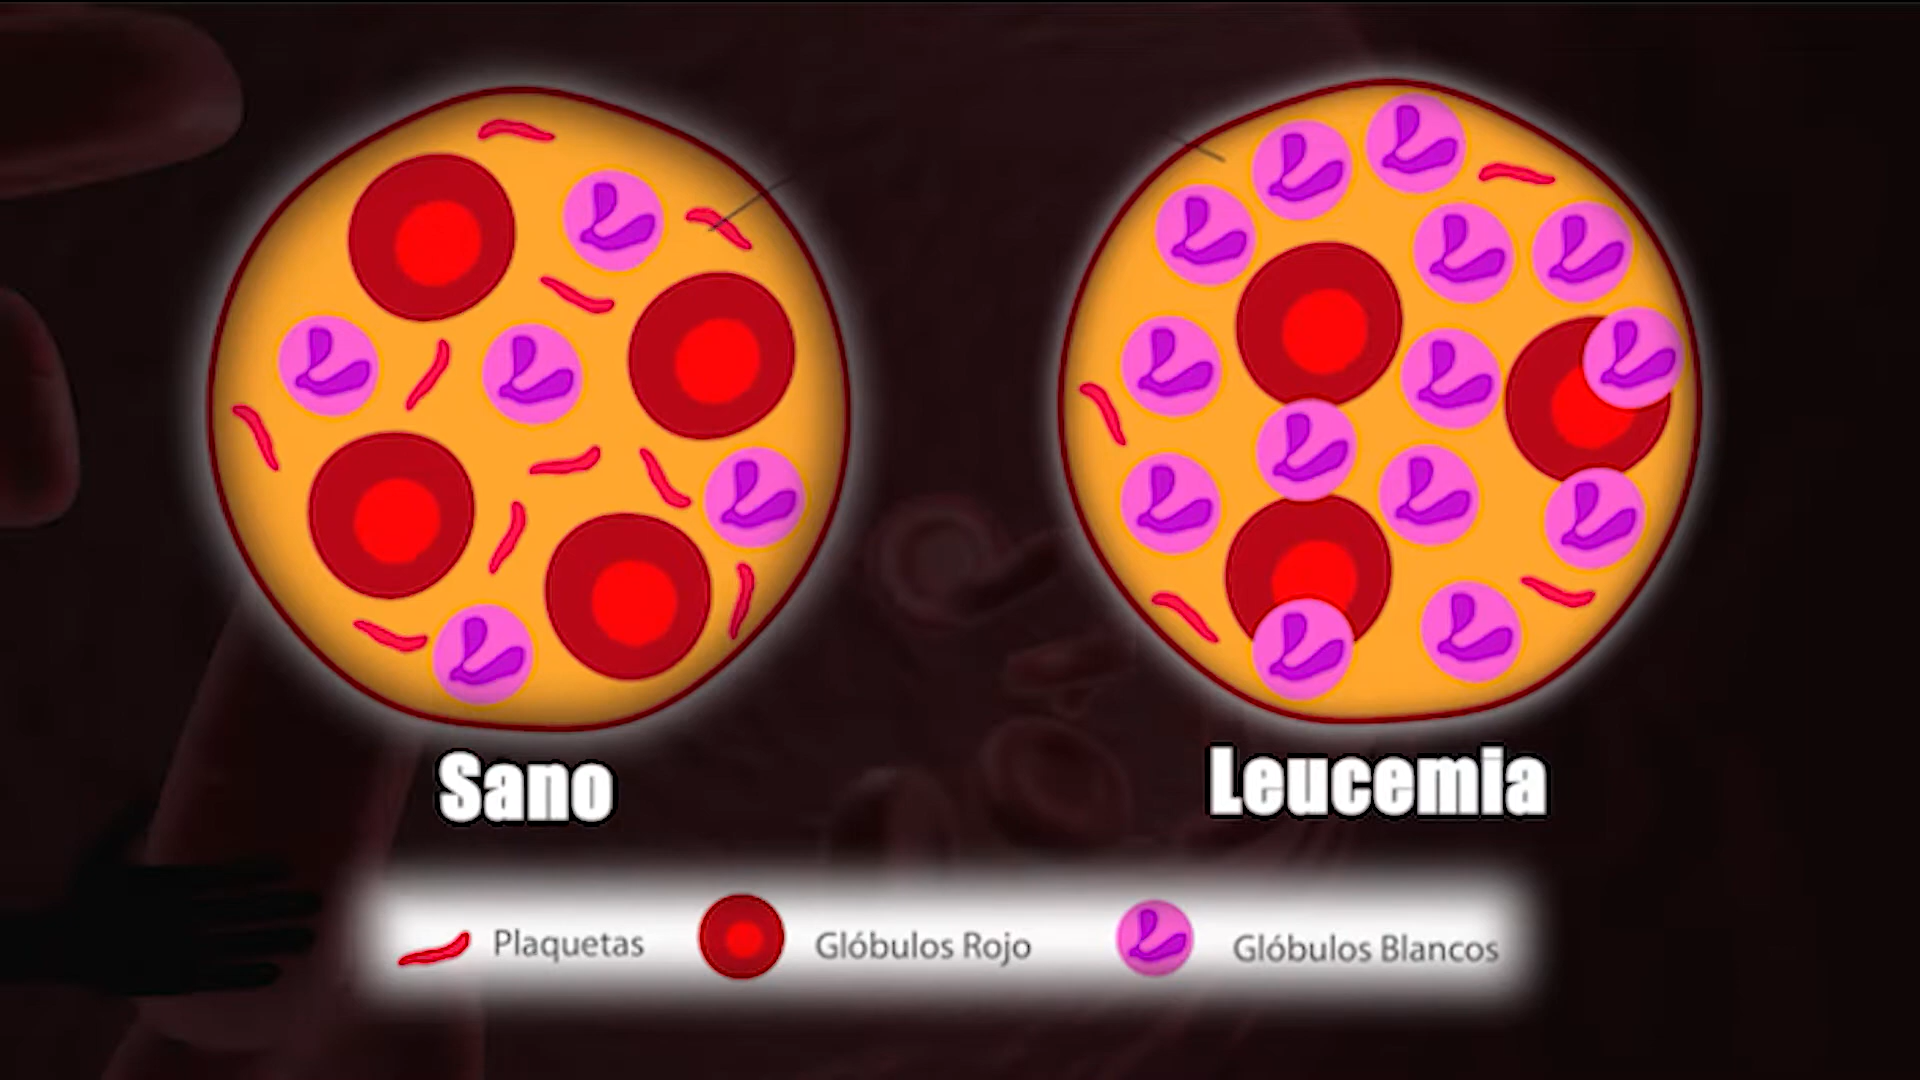 Sano
Leucemia
Plaquetas
Glóbulos Rojo
Glóbulos Blancos